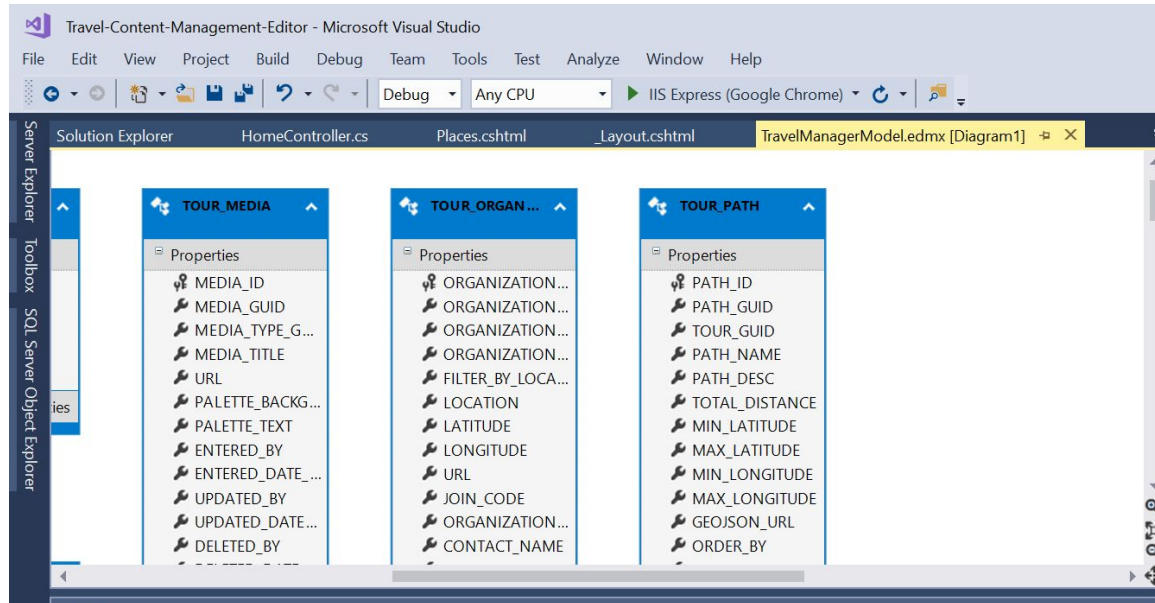 Travel-Content-Management-Editor - Microsoft Visual Studio
File Edit View Project Build Debug Team Tools Test Analyze Window Help
Debug Any CPU IIS Express (Google Chrome)
Server Explorer
Toolbox
SQL Server Object Explorer
Solution Explorer HomeController.cs Places.cshtml _Layout.cshtml TravelManagerModel.edmx [Diagram1]
ies
TOUR_MEDIA
Properties
MEDIA_ID
MEDIA_GUID
MEDIA_TYPE_G...
MEDIA_TITLE
URL
PALETTE_BACKG...
PALETTE_TEXT
ENTERED_BY
ENTERED_DATE_...
UPDATED_BY
UPDATED_DATE...
DELETED_BY
TOUR_ORGAN...
Properties
ORGANIZATION...
ORGANIZATION...
ORGANIZATION...
ORGANIZATION...
FILTER_BY_LOCA...
LOCATION
LATITUDE
LONGITUDE
URL
JOIN_CODE
ORGANIZATION...
CONTACT_NAME
TOUR_PATH
Properties
PATH_ID
PATH_GUID
TOUR_GUID
PATH_NAME
PATH_DESC
TOTAL_DISTANCE
MIN_LATITUDE
MAX_LATITUDE
MIN_LONGITUDE
MAX_LONGITUDE
GEOJSON_URL
ORDER_BY